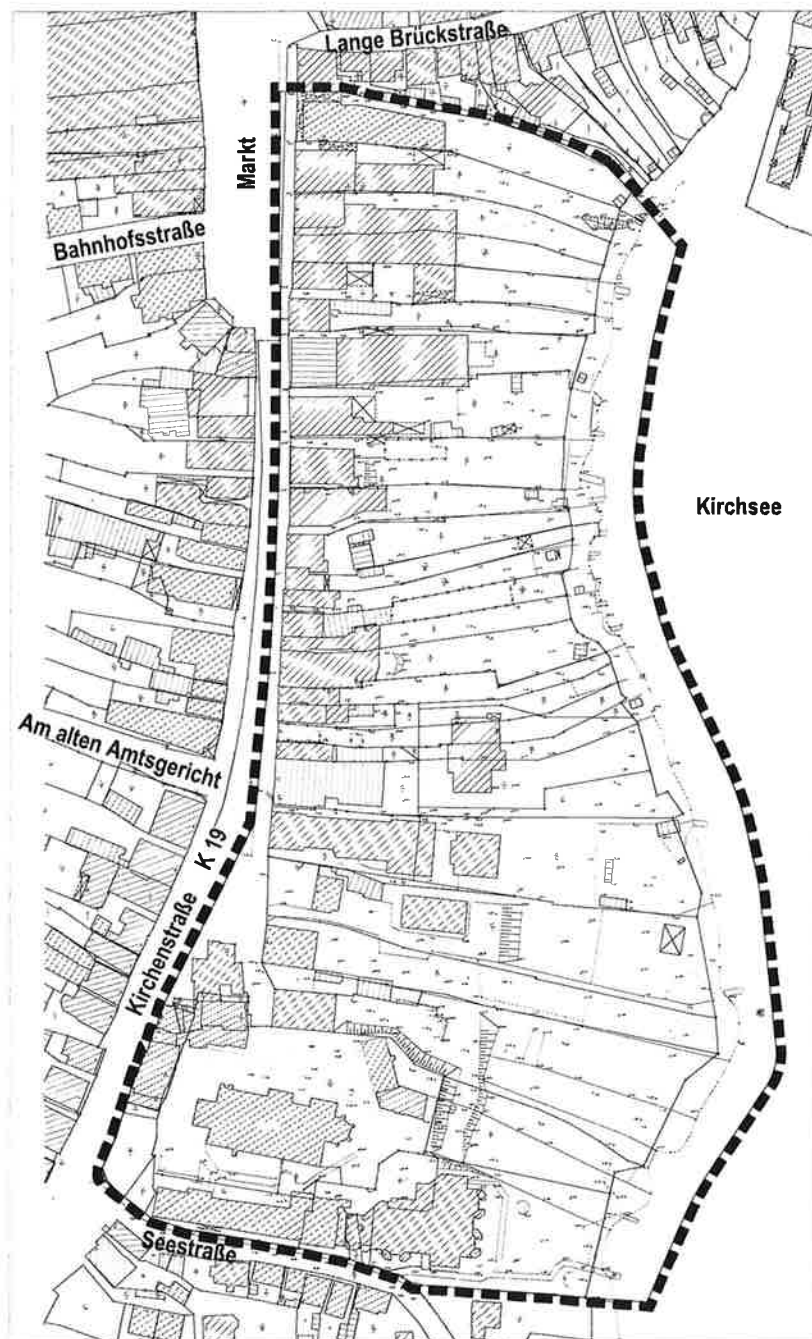 Lange Brückstraße
Markt
Bahnhofsstraße
Kirchsee
Am alten Amtsgericht
K 19
Kirchenstraße
Seestraße